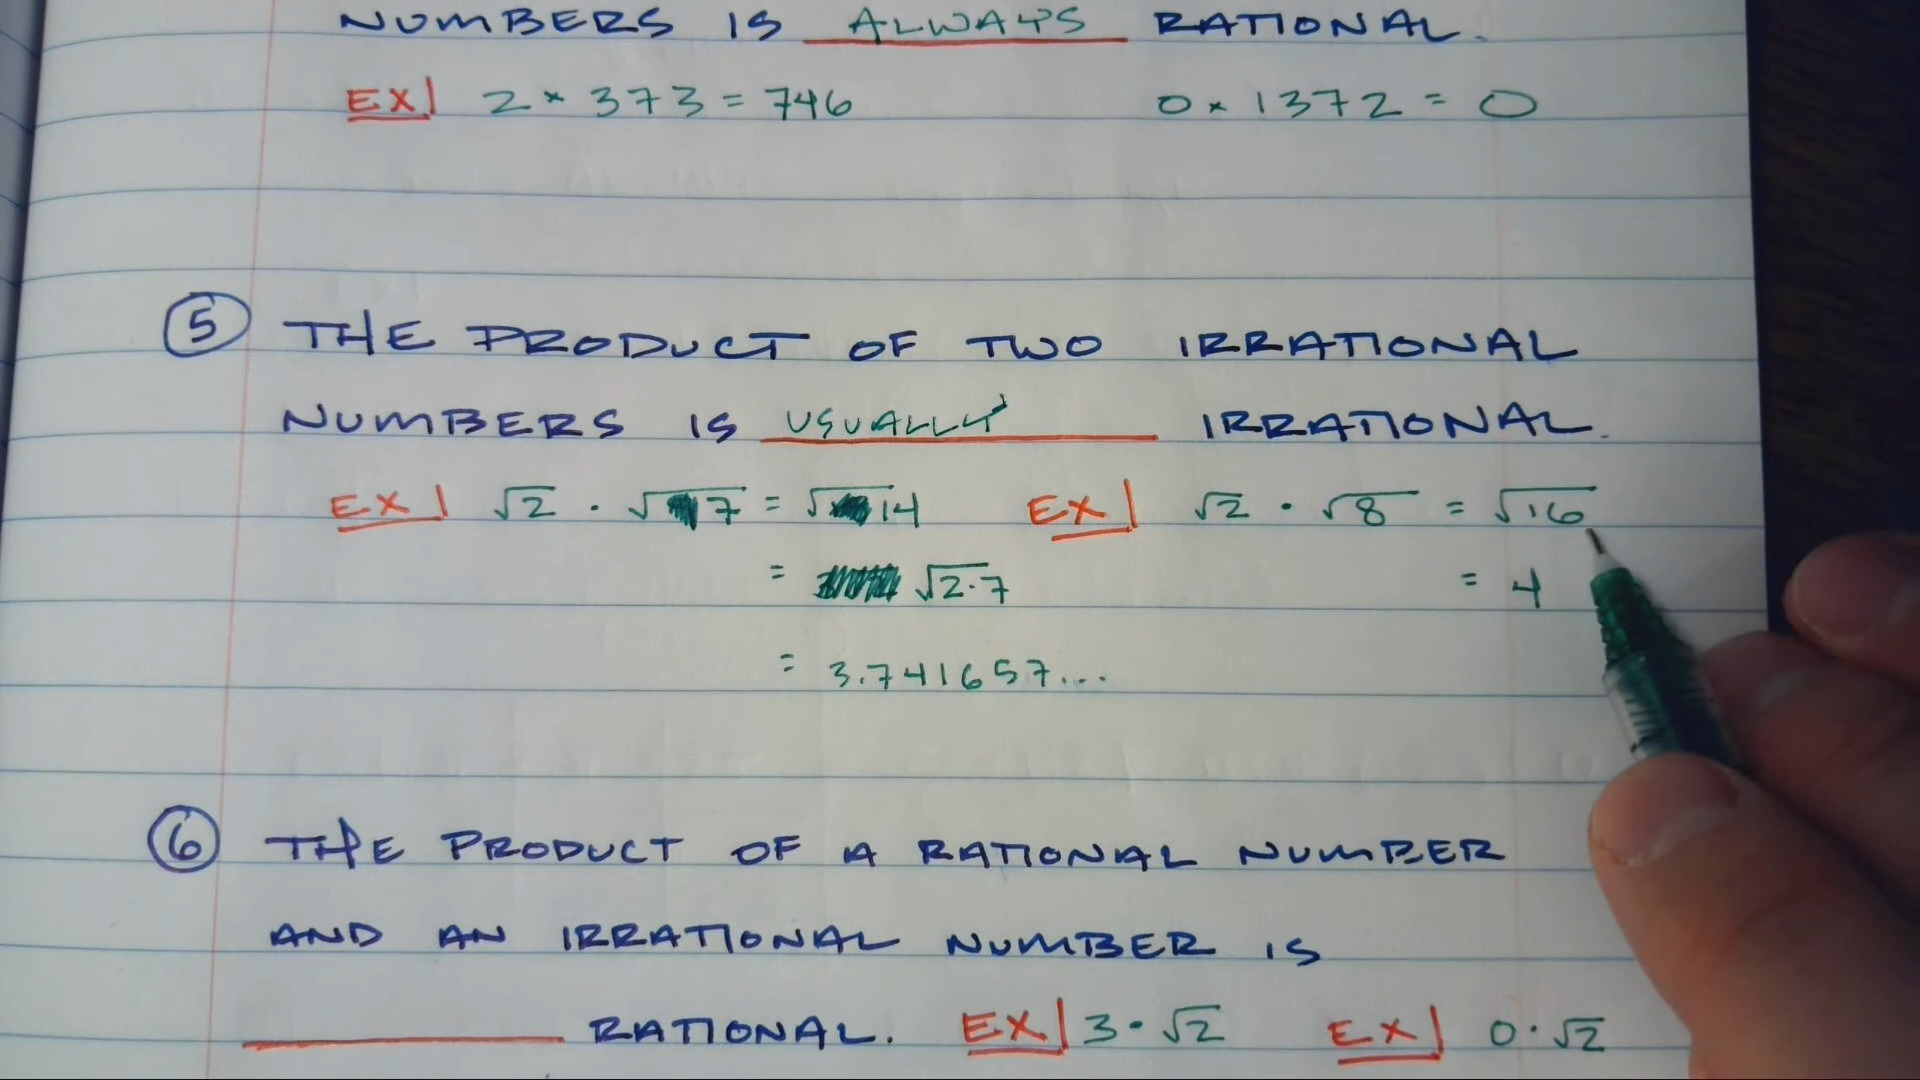 NUMBERS IS ALWAYS RATIONAL.
EX| 2 × 373 = 746 0 × 1372 = 0
⑤ THE PRODUCT OF TWO IRRATIONAL
NUMBERS IS USUALLY IRRATIONAL.
EX| √2 · √7 = √14 EX| √2 · √8 = √16
= √2·7 = 4
= 3.741657...
⑥ THE PRODUCT OF A RATIONAL NUMBER
AND AN IRRATIONAL NUMBER IS
RATIONAL. EX| 3·√2 EX| 0·√2